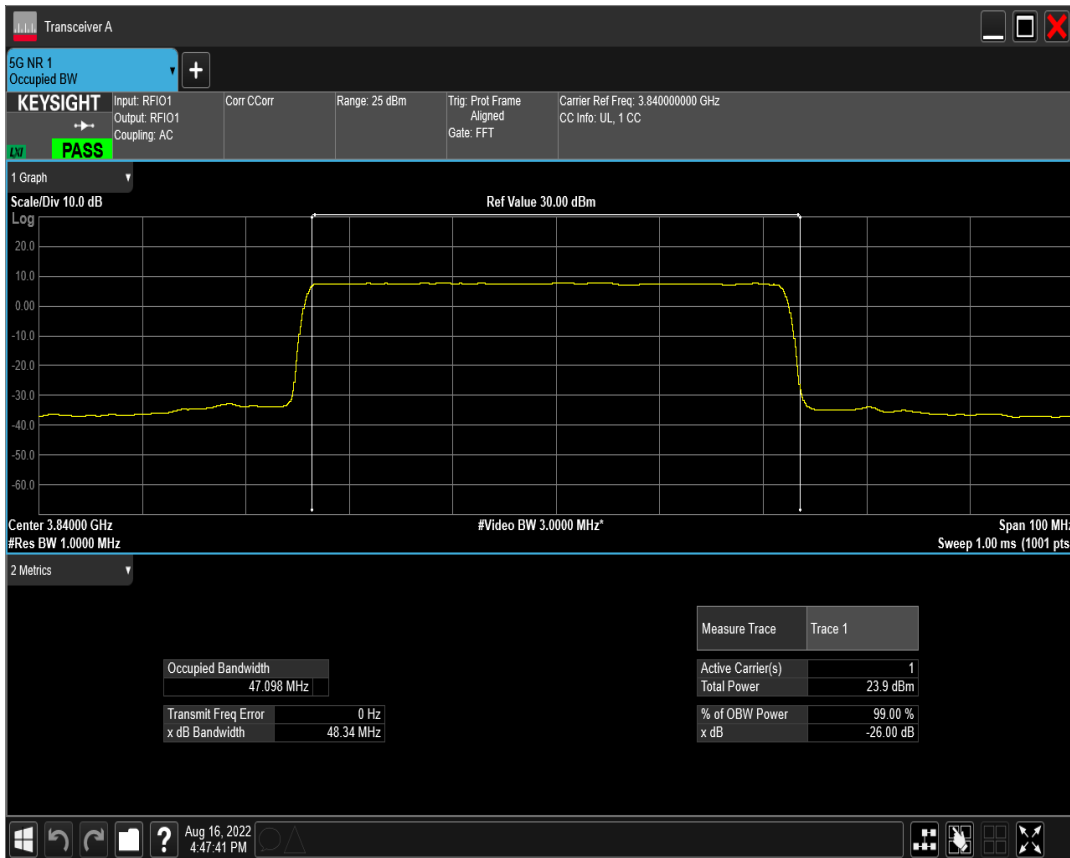 Transceiver A
5G NR 1
Occupied BW
+
KEYSIGHT
LXI
PASS
Input: RFIO1
Output: RFIO1
Coupling: AC
Corr CCorr
Range: 25 dBm
Trig: Prot Frame
Aligned
Gate: FFT
Carrier Ref Freq: 3.840000000 GHz
CC Info: UL, 1 CC
1 Graph
Scale/Div 10.0 dB
Ref Value 30.00 dBm
Log
20.0
10.0
0.00
-10.0
-20.0
-30.0
-40.0
-50.0
-60.0
Center 3.84000 GHz
#Video BW 3.0000 MHz*
Span 100 MHz
#Res BW 1.0000 MHz
Sweep 1.00 ms (1001 pts
2 Metrics
Measure Trace Trace 1
Occupied Bandwidth
47.098 MHz
Active Carrier(s) 1
Total Power 23.9 dBm
Transmit Freq Error 0 Hz
x dB Bandwidth 48.34 MHz
% of OBW Power 99.00 %
x dB -26.00 dB
?
Aug 16, 2022
4:47:41 PM